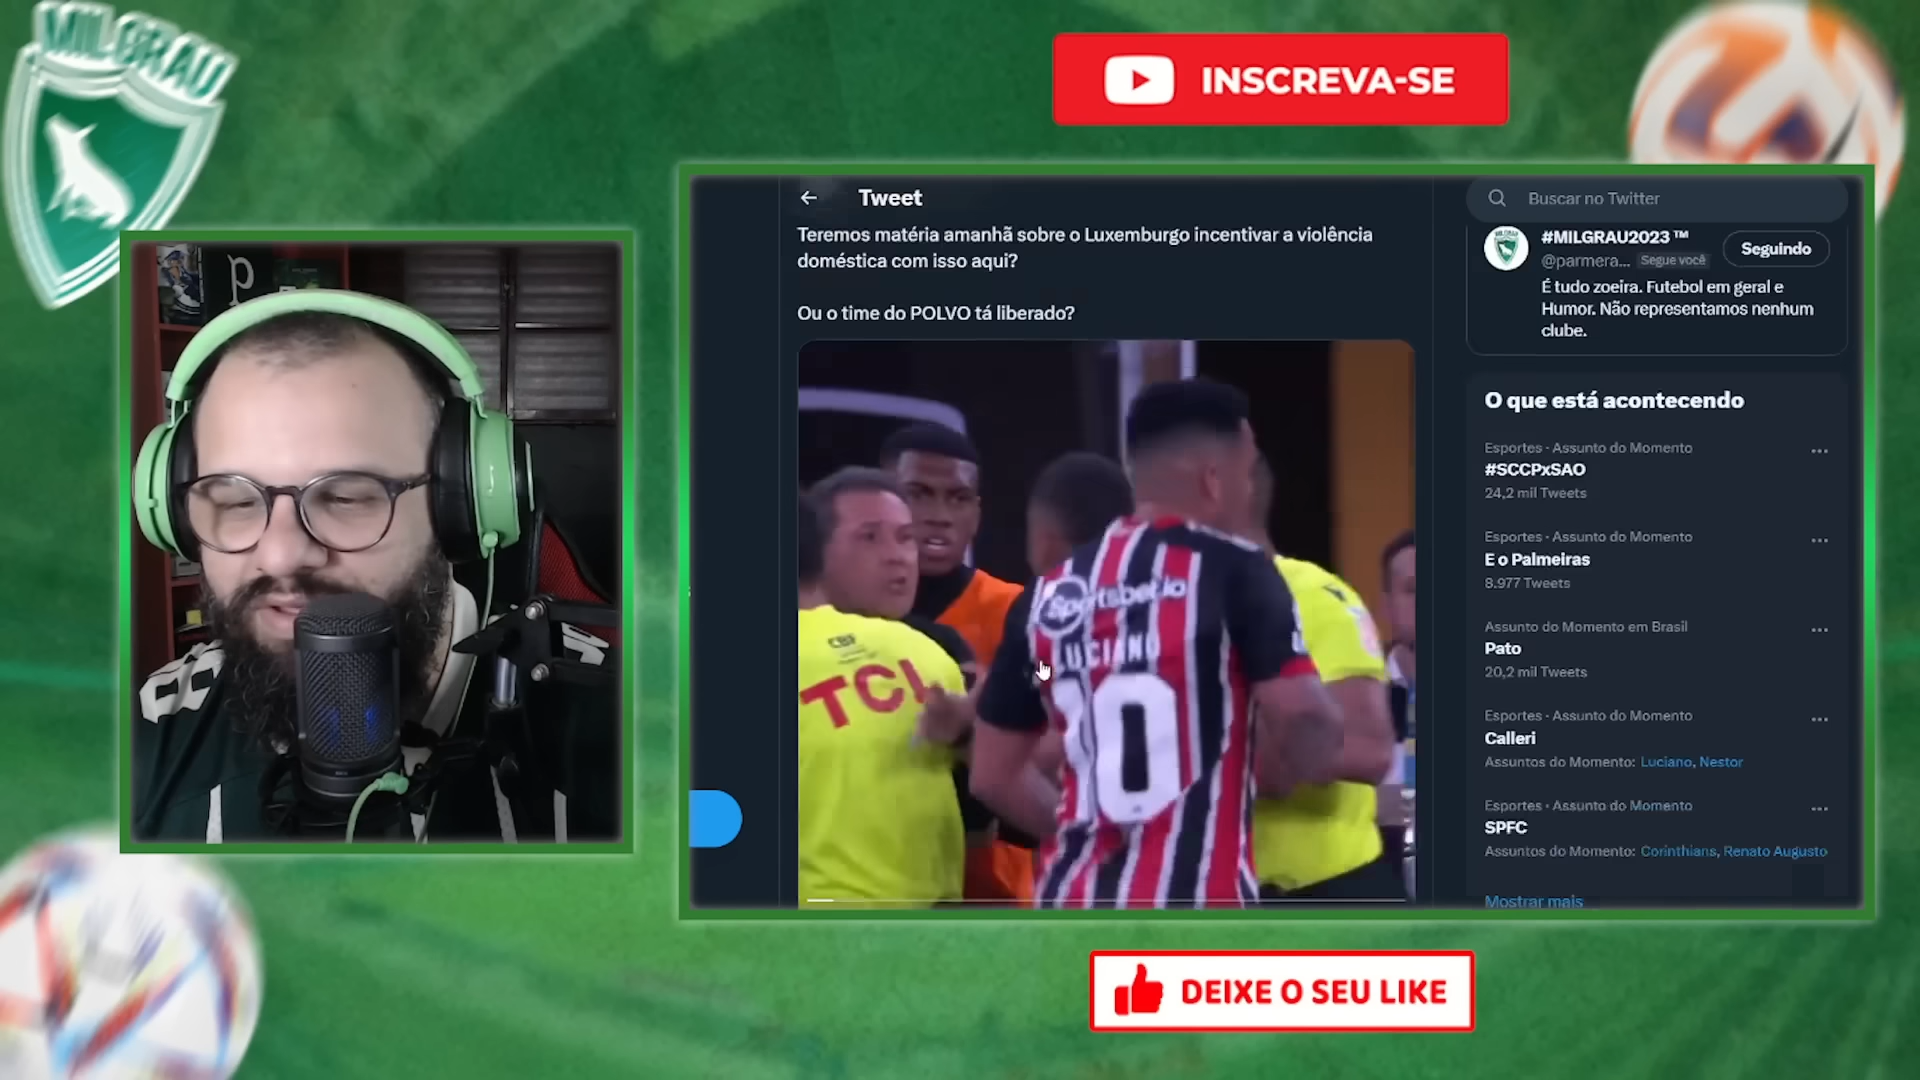 MILGRAU
INSCREVA-SE
Tweet
Teremos matéria amanhã sobre o Luxemburgo incentivar a violência
doméstica com isso aqui?
Ou o time do POLVO tá liberado?
CBF
TCL
Sportsbet.io
LUCIANO
10
Buscar no Twitter
#MILGRAU2023 ™
@parmera... Segue você
Seguindo
É tudo zoeira. Futebol em geral e
Humor. Não representamos nenhum
clube.
O que está acontecendo
Esportes · Assunto do Momento
#SCCPxSAO
24,2 mil Tweets
Esportes · Assunto do Momento
E o Palmeiras
8.977 Tweets
Assunto do Momento em Brasil
Pato
20,2 mil Tweets
Esportes · Assunto do Momento
Calleri
Assuntos do Momento: Luciano, Nestor
Esportes · Assunto do Momento
SPFC
Assuntos do Momento: Corinthians, Renato Augusto
Mostrar mais
DEIXE O SEU LIKE